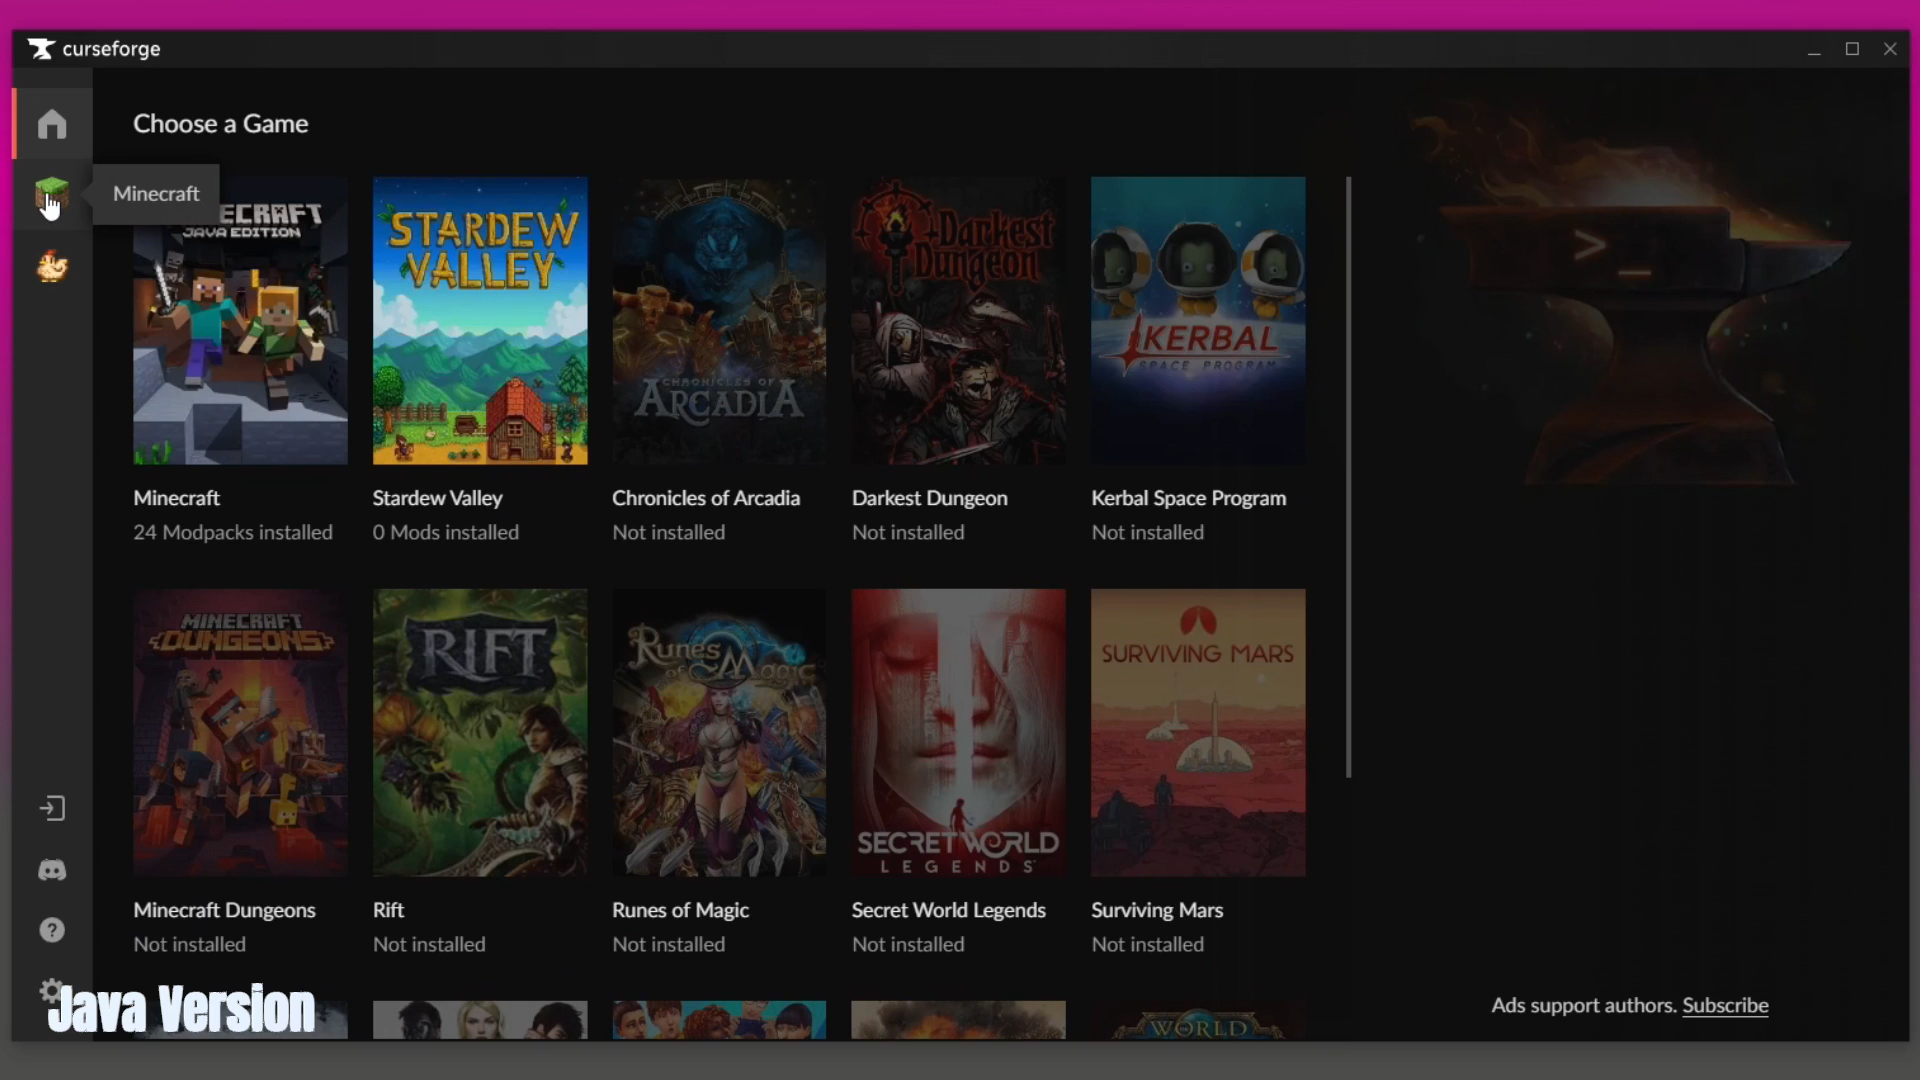 curseforge
Choose a Game
Minecraft
ECRAFT
JAVA EDITION
STARDEW
VALLEY
CHRONICLES OF
ARCADIA
Darkest
Dungeon
KERBAL
SPACE PROGRAM
>_
Minecraft
24 Modpacks installed
Stardew Valley
0 Mods installed
Chronicles of Arcadia
Not installed
Darkest Dungeon
Not installed
Kerbal Space Program
Not installed
MINECRAFT
DUNGEONS
RIFT
Runes
of Magic
SECRET WORLD
LEGENDS
SURVIVING MARS
Minecraft Dungeons
Not installed
Rift
Not installed
Runes of Magic
Not installed
Secret World Legends
Not installed
Surviving Mars
Not installed
?
Java Version
WORLD
Ads support authors. Subscribe